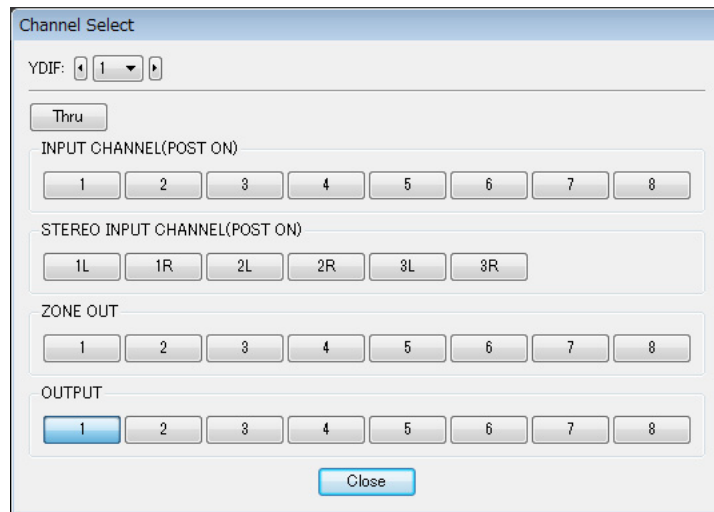 Channel Select
YDIF: 1
Thru
INPUT CHANNEL(POST ON)
1 2 3 4 5 6 7 8
STEREO INPUT CHANNEL(POST ON)
1L 1R 2L 2R 3L 3R
ZONE OUT
1 2 3 4 5 6 7 8
OUTPUT
1 2 3 4 5 6 7 8
Close